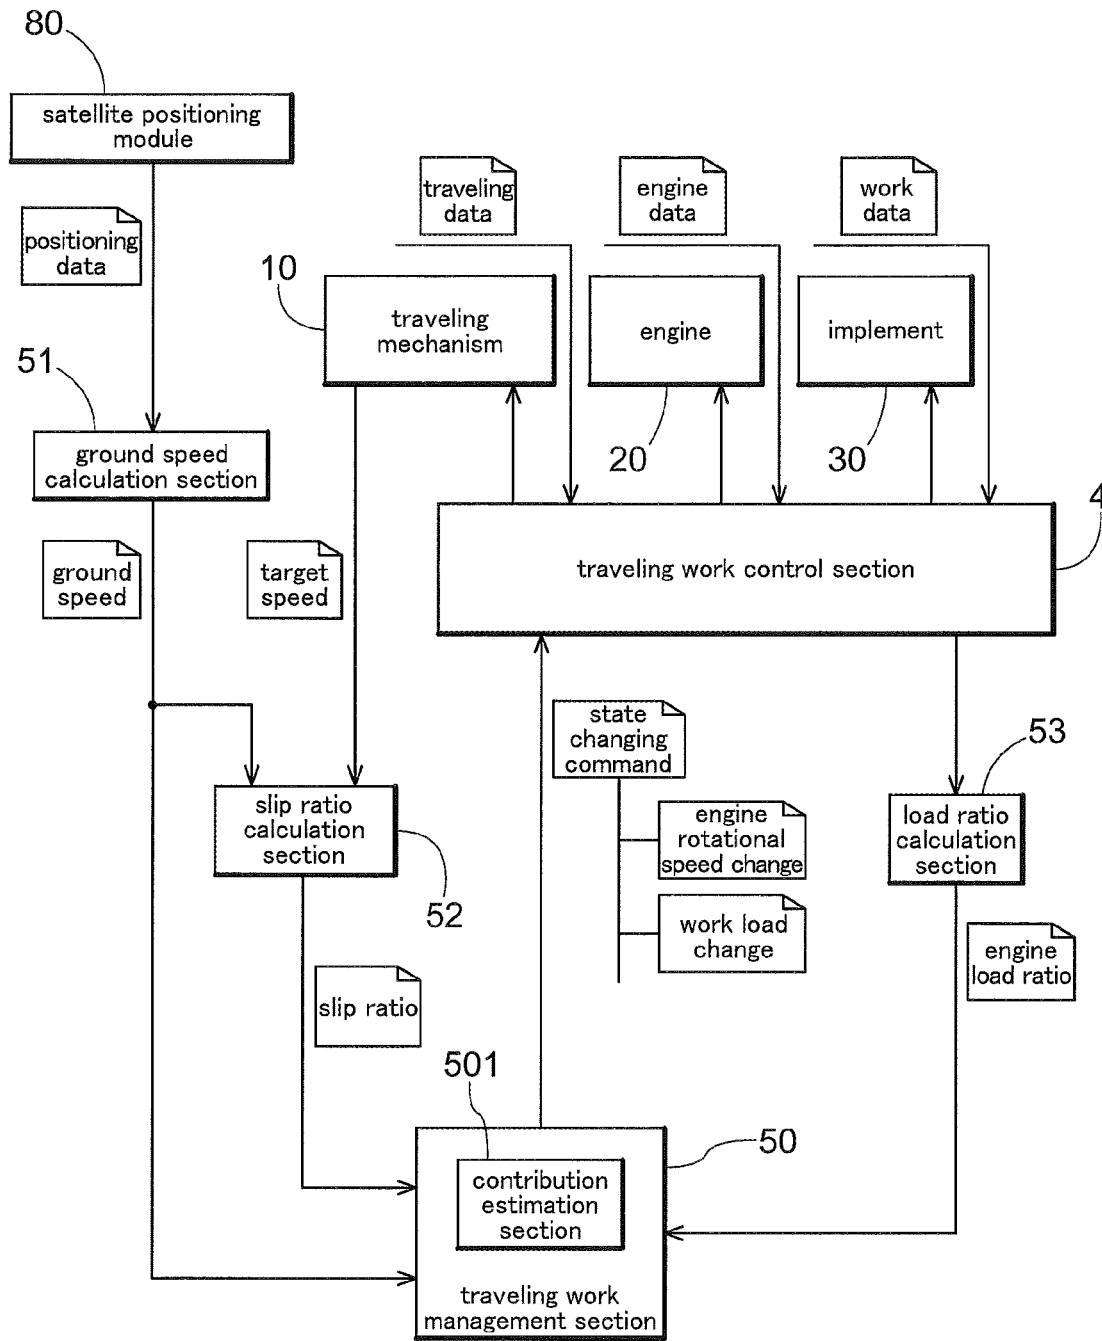 80
satellite positioning
module
positioning
data
traveling
data
engine
data
work
data
10
traveling
mechanism
engine
implement
51
20
30
ground speed
calculation section
4
traveling work control section
ground
speed
target
speed
state
changing
command
53
slip ratio
calculation
section
engine
rotational
speed change
load ratio
calculation
section
52
work load
change
engine
load ratio
slip ratio
501
50
contribution
estimation
section
traveling work
management section